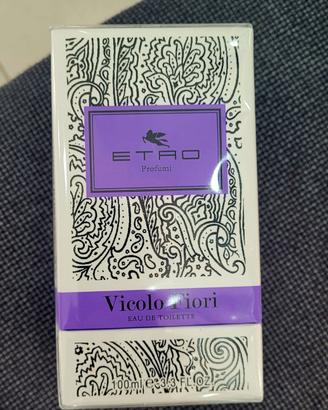 ETRO
Profumi
Vicolo Fiori
EAU DE TOILETTE
100ml e 3.3 FL.OZ.